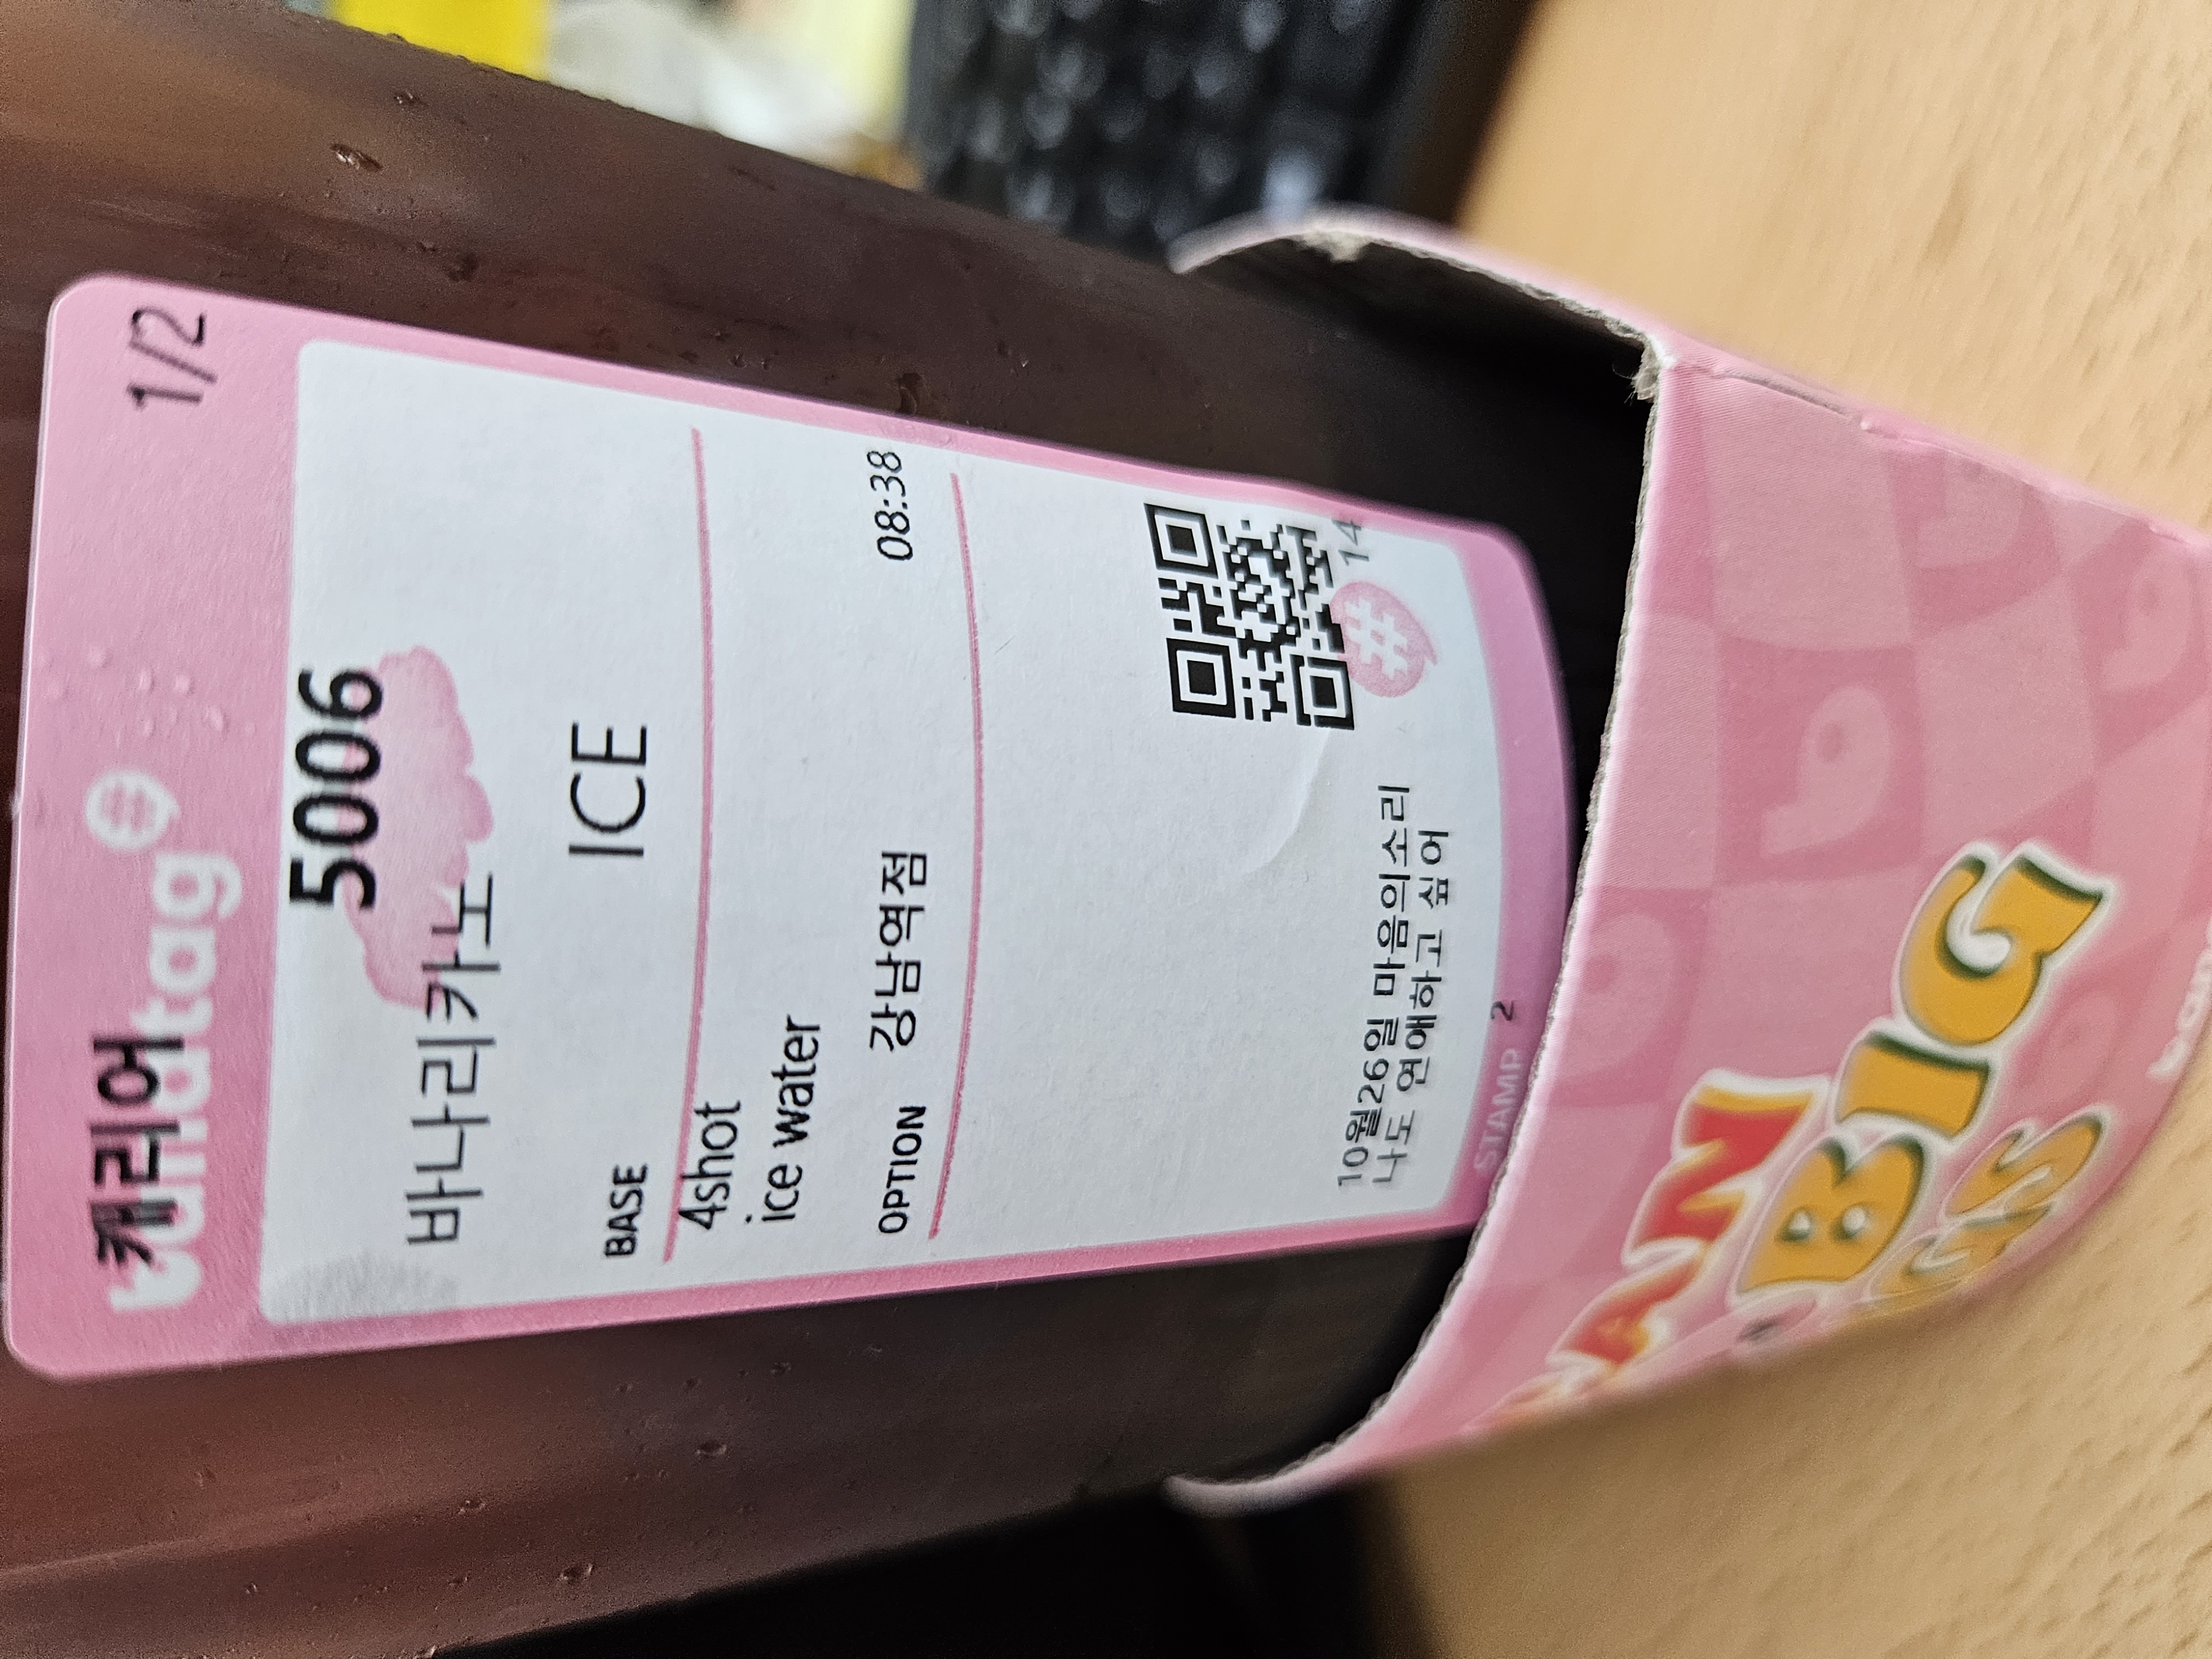 캐리어
1/2
5006
바나리카노
BASE ICE
4shot
ice water
OPTION 강남역점 08:38
14
10월26일 마음의소리
나도 연애하고 싶어
STAMP 2
BIG